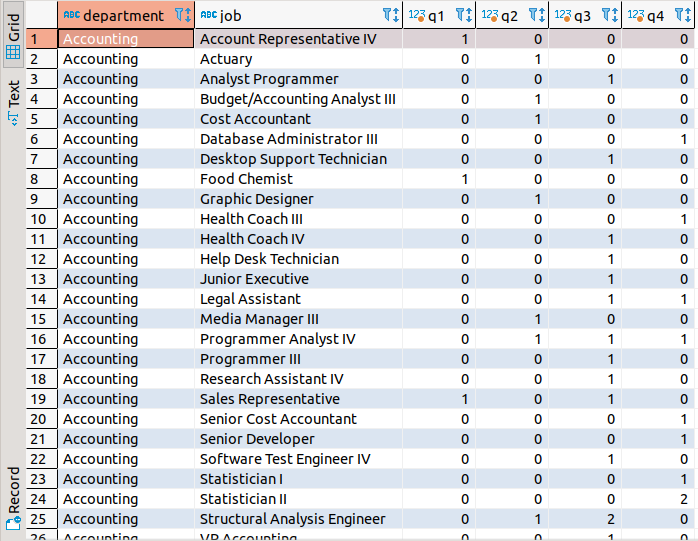 Grid
Text
Record
ABC department ABC job 123 q1 123 q2 123 q3 123 q4
1 Accounting Account Representative IV 1 0 0 0
2 Accounting Actuary 0 1 0 0
3 Accounting Analyst Programmer 0 0 1 0
4 Accounting Budget/Accounting Analyst III 0 1 0 0
5 Accounting Cost Accountant 0 1 0 0
6 Accounting Database Administrator III 0 0 0 1
7 Accounting Desktop Support Technician 0 0 1 0
8 Accounting Food Chemist 1 0 0 0
9 Accounting Graphic Designer 0 1 0 0
10 Accounting Health Coach III 0 0 0 1
11 Accounting Health Coach IV 0 0 1 0
12 Accounting Help Desk Technician 0 0 1 0
13 Accounting Junior Executive 0 0 1 0
14 Accounting Legal Assistant 0 0 1 1
15 Accounting Media Manager III 0 1 0 0
16 Accounting Programmer Analyst IV 0 1 1 1
17 Accounting Programmer III 0 0 1 0
18 Accounting Research Assistant IV 0 0 1 0
19 Accounting Sales Representative 1 0 1 0
20 Accounting Senior Cost Accountant 0 0 0 1
21 Accounting Senior Developer 0 0 0 1
22 Accounting Software Test Engineer IV 0 0 1 0
23 Accounting Statistician I 0 0 0 1
24 Accounting Statistician II 0 0 0 2
25 Accounting Structural Analysis Engineer 0 1 2 0
26 Accounting VP Accounting 0 0 1 0